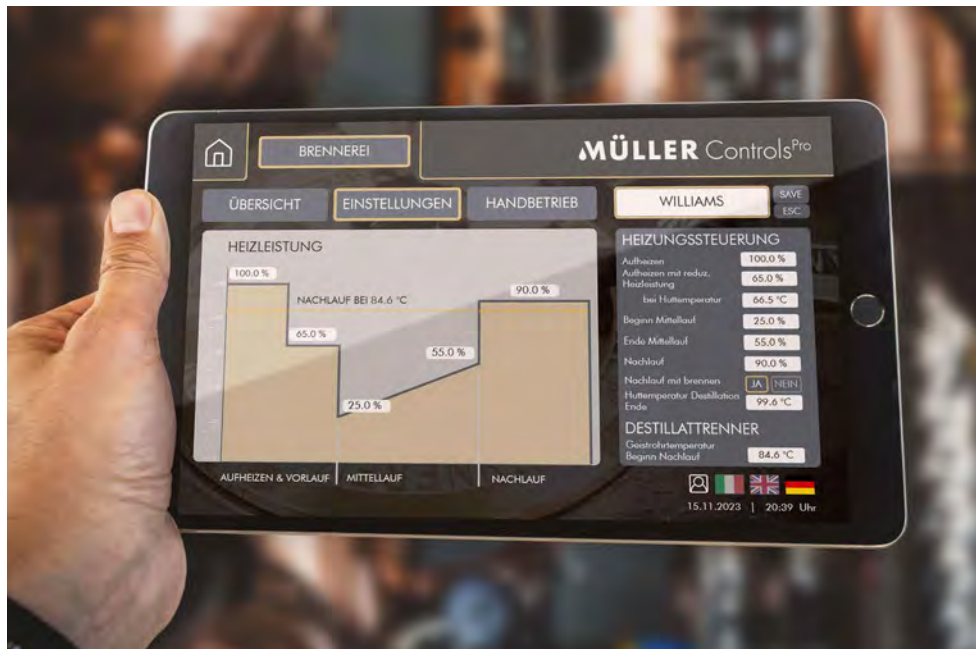 BRENNEREI
MÜLLER ControlsPro
ÜBERSICHT
EINSTELLUNGEN
HANDBETRIEB
WILLIAMS
SAVE
ESC
HEIZLEISTUNG
100.0 %
NACHLAUF BEI 84.6 °C
90.0 %
65.0 %
55.0 %
25.0 %
AUFHEIZEN & VORLAUF
MITTELLAUF
NACHLAUF
HEIZUNGSSTEUERUNG
Aufheizen 100.0 %
Aufheizen mit reduz.
Heizleistung 65.0 %
bei Huttemperatur 66.5 °C
Beginn Mittellauf 25.0 %
Ende Mittellauf 55.0 %
Nachlauf 90.0 %
Nachlauf mit brennen JA NEIN
Huttemperatur Destillation
Ende 99.6 °C
DESTILLATTRENNER
Geistrohrtemperatur
Beginn Nachlauf 84.6 °C
15.11.2023 | 20:39 Uhr